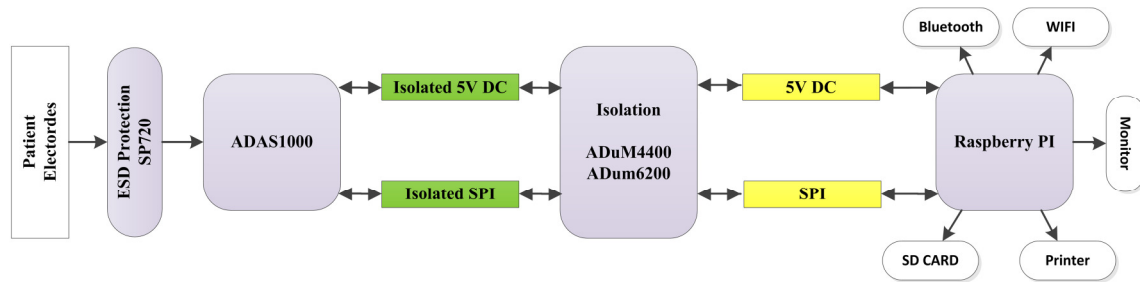 Patient
Electordes
ESD Protection
SP720
ADAS1000
Isolated 5V DC
Isolated SPI
Isolation
ADuM4400
ADum6200
5V DC
SPI
Bluetooth
WIFI
Raspberry PI
Monitor
SD CARD
Printer